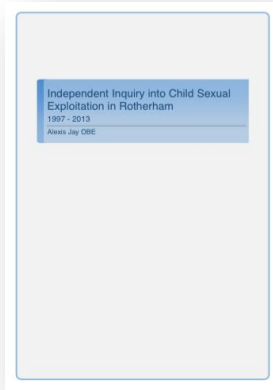 Independent Inquiry into Child Sexual
Exploitation in Rotherham
1997 - 2013
Alexis Jay OBE